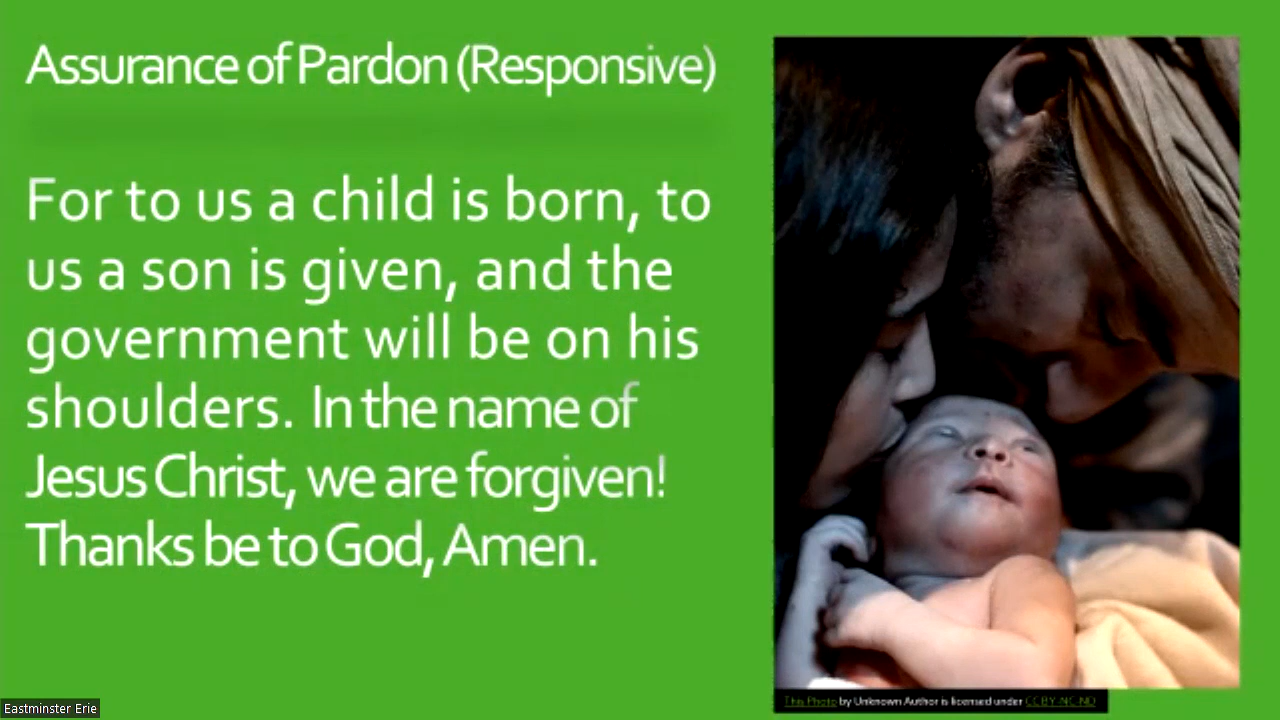 Assurance of Pardon (Responsive)
For to us a child is born, to
us a son is given, and the
government will be on his
shoulders. In the name of
Jesus Christ, we are forgiven!
Thanks be to God, Amen.
This Photo by Unknown Author is licensed under CC BY-NC-ND
Eastminster Erie